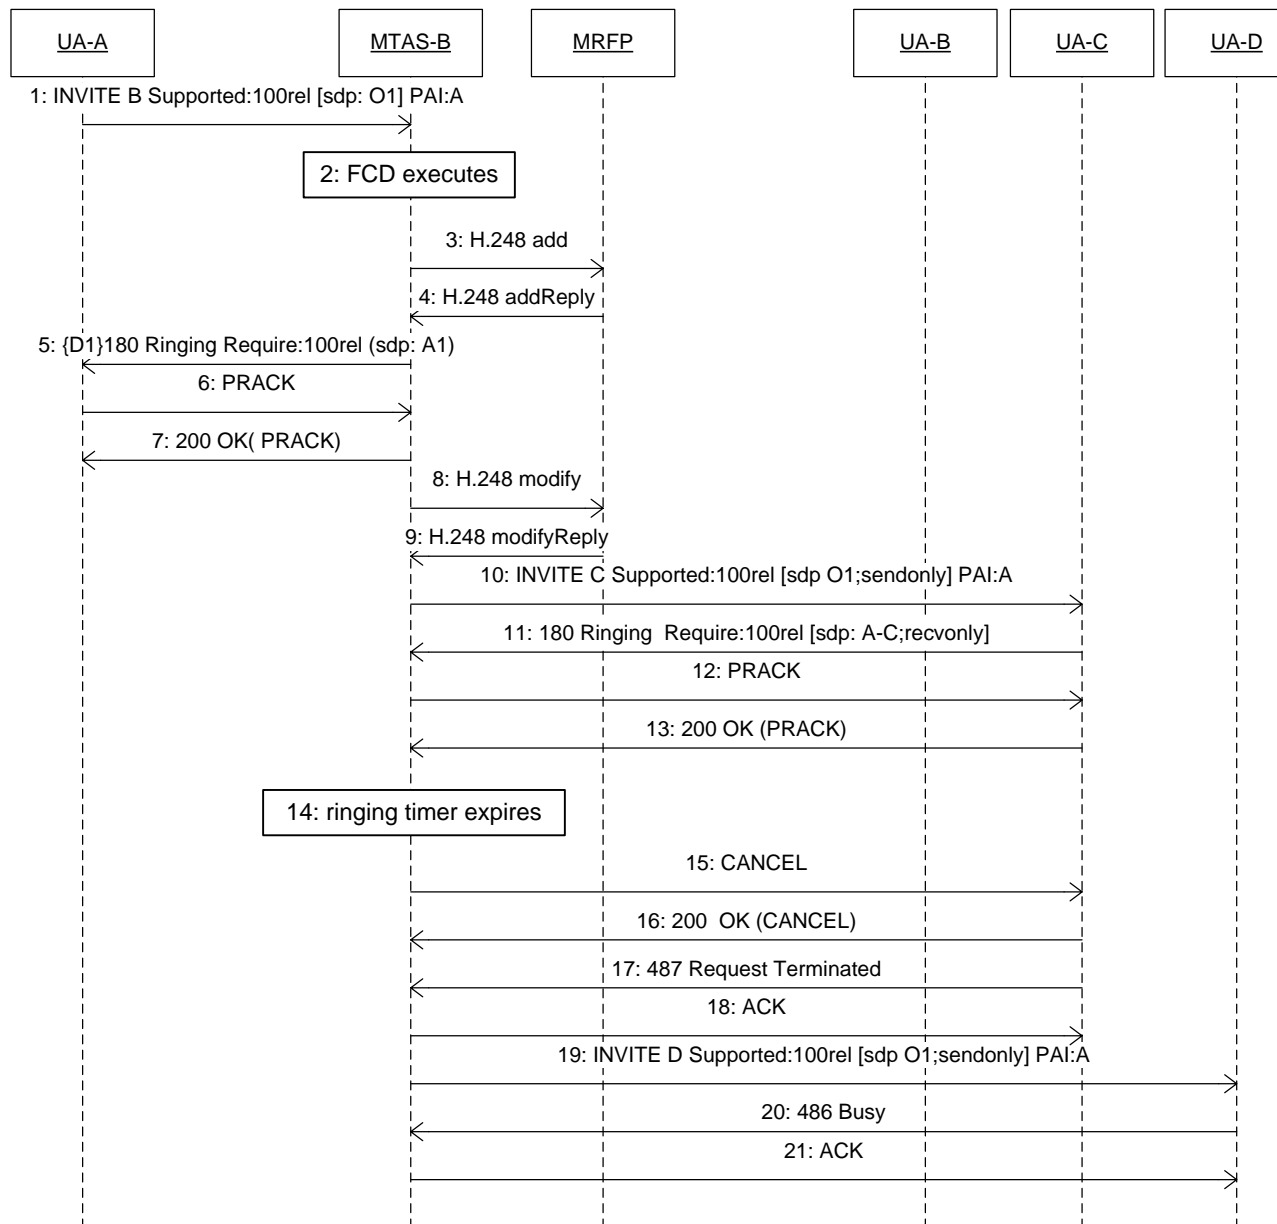 UA-A
MTAS-B
MRFP
UA-B
UA-C
UA-D
1: INVITE B Supported:100rel [sdp: O1] PAI:A
2: FCD executes
3: H.248 add
4: H.248 addReply
5: {D1}180 Ringing Require:100rel (sdp: A1)
6: PRACK
7: 200 OK( PRACK)
8: H.248 modify
9: H.248 modifyReply
10: INVITE C Supported:100rel [sdp O1;sendonly] PAI:A
11: 180 Ringing  Require:100rel [sdp: A-C;recvonly]
12: PRACK
13: 200 OK (PRACK)
14: ringing timer expires
15: CANCEL
16: 200  OK (CANCEL)
17: 487 Request Terminated
18: ACK
19: INVITE D Supported:100rel [sdp O1;sendonly] PAI:A
20: 486 Busy
21: ACK